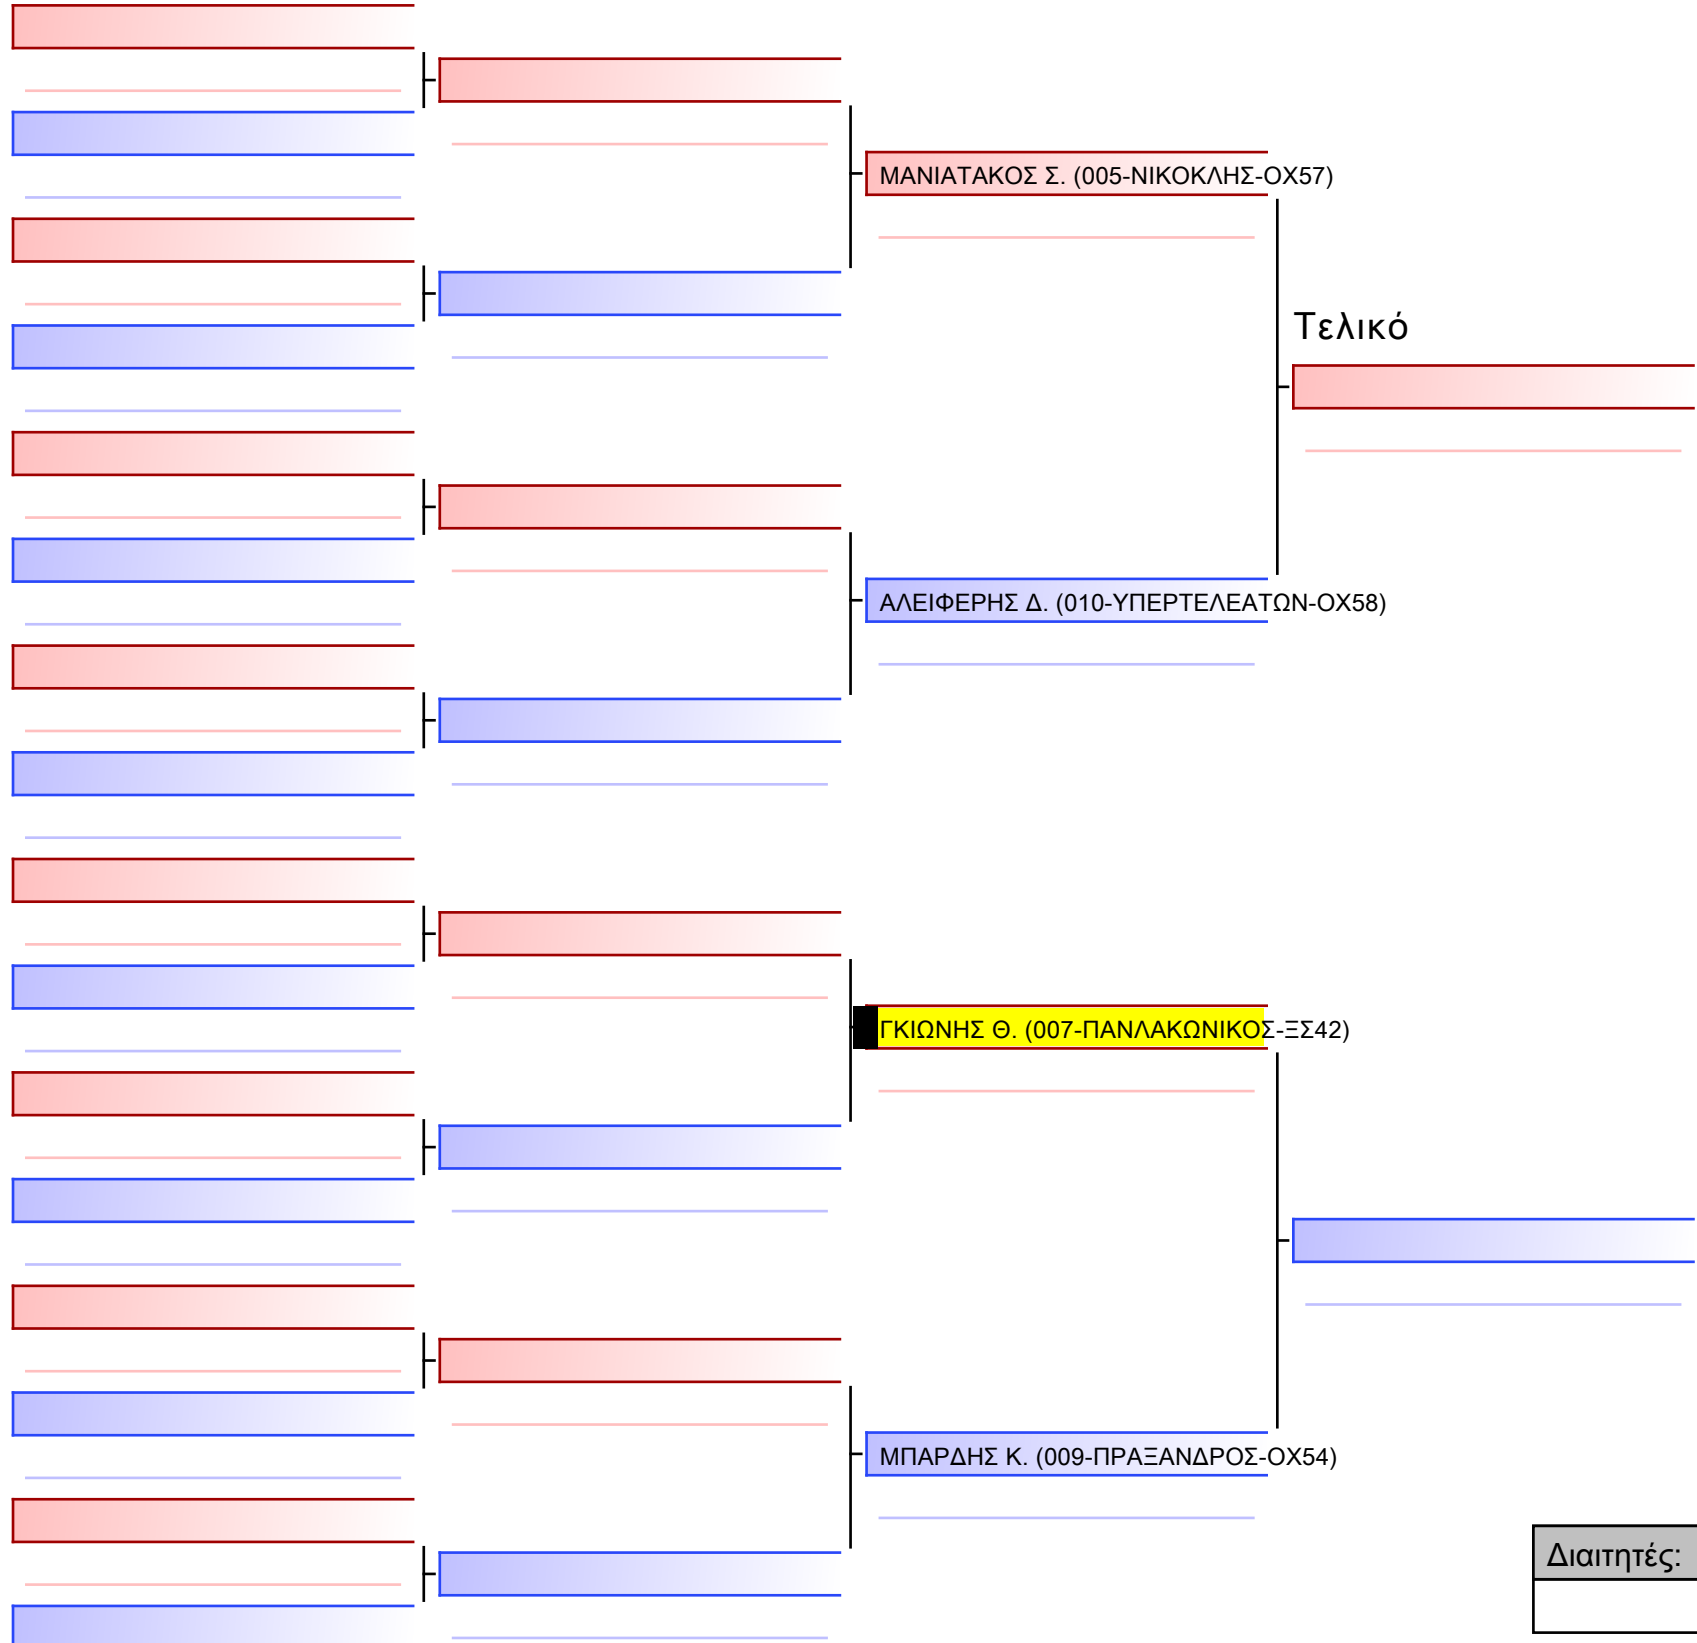 ΜΑΝΙΑΤΑΚΟΣ Σ. (005-ΝΙΚΟΚΛΗΣ-ΟΧ57)
Τελικό
ΑΛΕΙΦΕΡΗΣ Δ. (010-ΥΠΕΡΤΕΛΕΑΤΩΝ-ΟΧ58)
ΓΚΙΩΝΗΣ Θ. (007-ΠΑΝΛΑΚΩΝΙΚΟΣ-ΞΣ42)
ΜΠΑΡΔΗΣ Κ. (009-ΠΡΑΞΑΝΔΡΟΣ-ΟΧ54)
Διαιτητές: